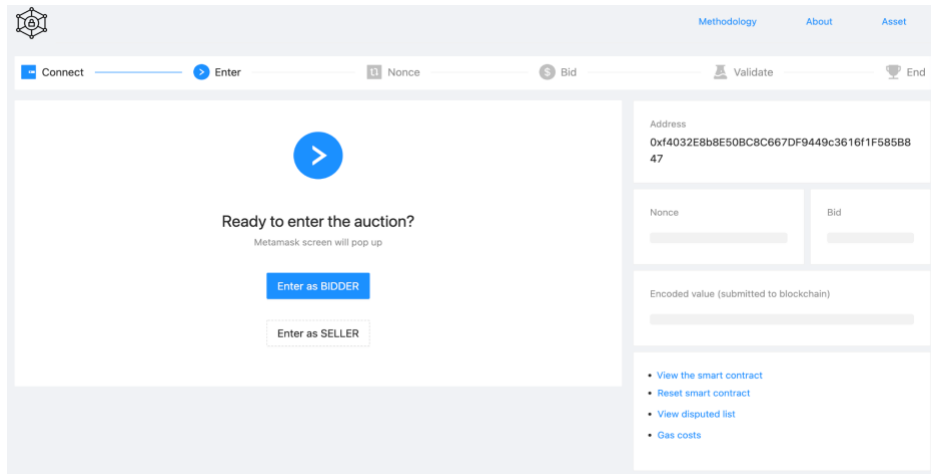 Methodology About Asset
Connect Enter Nonce Bid Validate End
Ready to enter the auction?
Metamask screen will pop up
Enter as BIDDER
Enter as SELLER
Address
0xf4032E8b8E50BC8C667DF9449c3616f1F585B8
47
Nonce Bid
Encoded value (submitted to blockchain)
• View the smart contract
• Reset smart contract
• View disputed list
• Gas costs